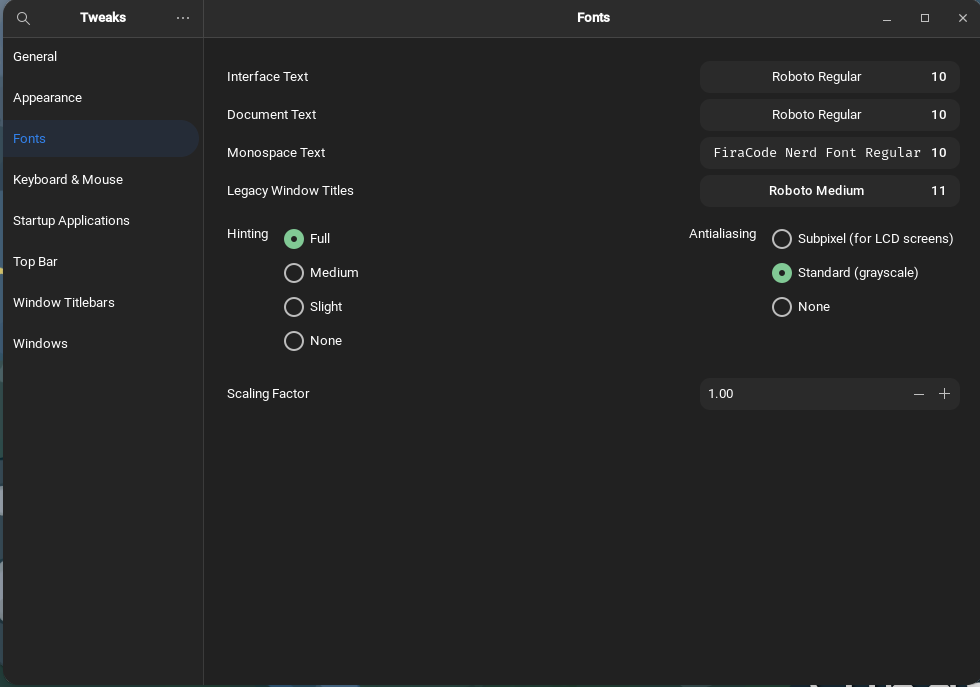 Tweaks
Fonts
General
Appearance
Fonts
Keyboard & Mouse
Startup Applications
Top Bar
Window Titlebars
Windows
Interface Text
Roboto Regular 10
Document Text
Roboto Regular 10
Monospace Text
FiraCode Nerd Font Regular 10
Legacy Window Titles
Roboto Medium 11
Hinting
Full
Medium
Slight
None
Antialiasing
Subpixel (for LCD screens)
Standard (grayscale)
None
Scaling Factor
1.00